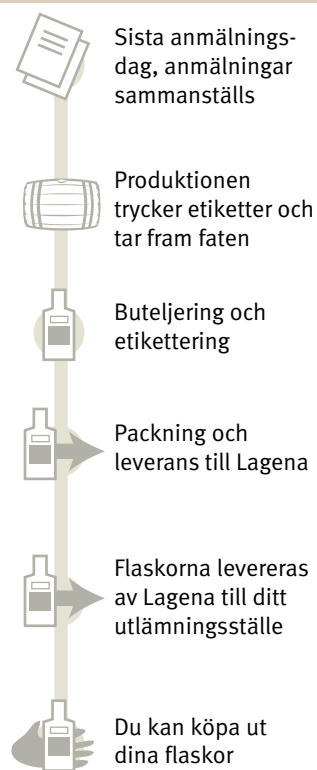 Sista anmälnings-
dag, anmälningar
sammanställs
Produktionen
trycker etiketter och
tar fram faten
Buteljering och
etikettering
Packning och
leverans till Lagena
Flaskorna levereras
av Lagena till ditt
utlämningsställe
Du kan köpa ut
dina flaskor